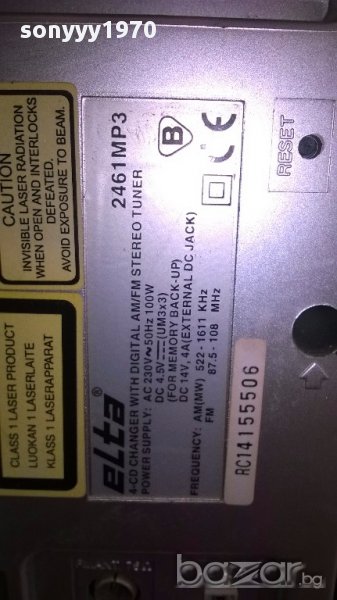 sonyyy1970
CAUTION
INVISIBLE LASER RADIATION
WHEN OPEN AND INTERLOCKS
DEFEATED.
AVOID EXPOSURE TO BEAM.
CLASS 1 LASER PRODUCT
LUOKAN 1 LASERLAITE
KLASS 1 LASERAPPARAT
elta®
2461MP3
4-CD CHANGER WITH DIGITAL AM/FM STEREO TUNER
POWER SUPPLY: AC 230V~50Hz 100W
DC 4.5V (UM3x3)
(FOR MEMORY BACK-UP)
DC 14V, 4A(EXTERNAL DC JACK)
FREQUENCY: AM(MW) 522-1611 KHz
FM 87.5-108 MHz
B
CE
RESET
RC14155506
bazar.bg